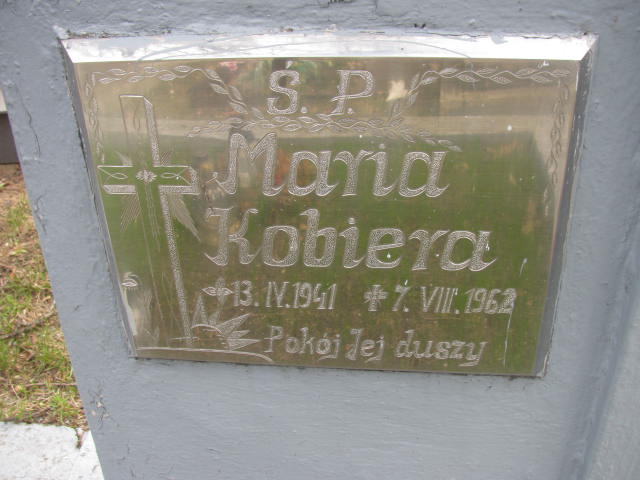 Ś. P.
Maria
Kobiera
13. IV. 1941 ✝ 7. VIII. 1962
Pokój Jej duszy